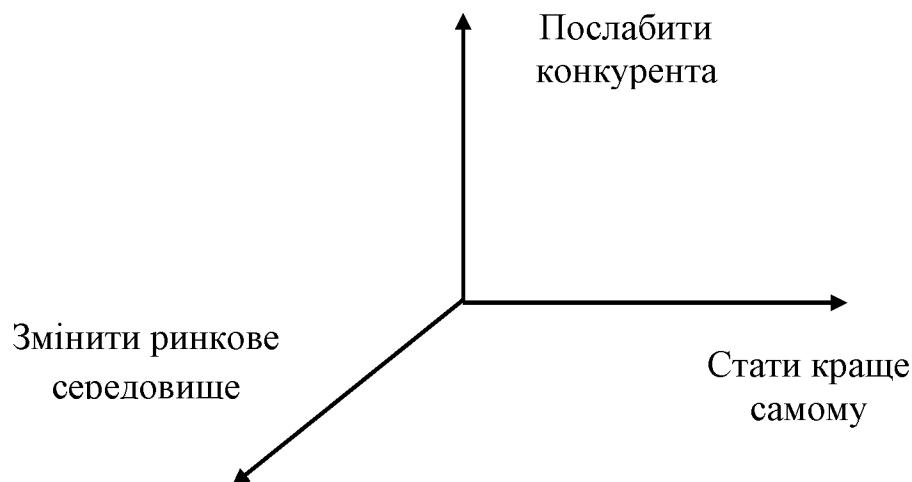 Послабити
конкурента
Змінити ринкове
середовище
Стати краще
самому